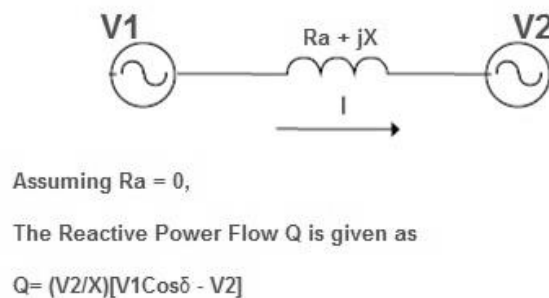 V1
Ra + jX
V2
I
Assuming Ra = 0,
The Reactive Power Flow Q is given as
Q= (V2/X)[V1Cosδ - V2]